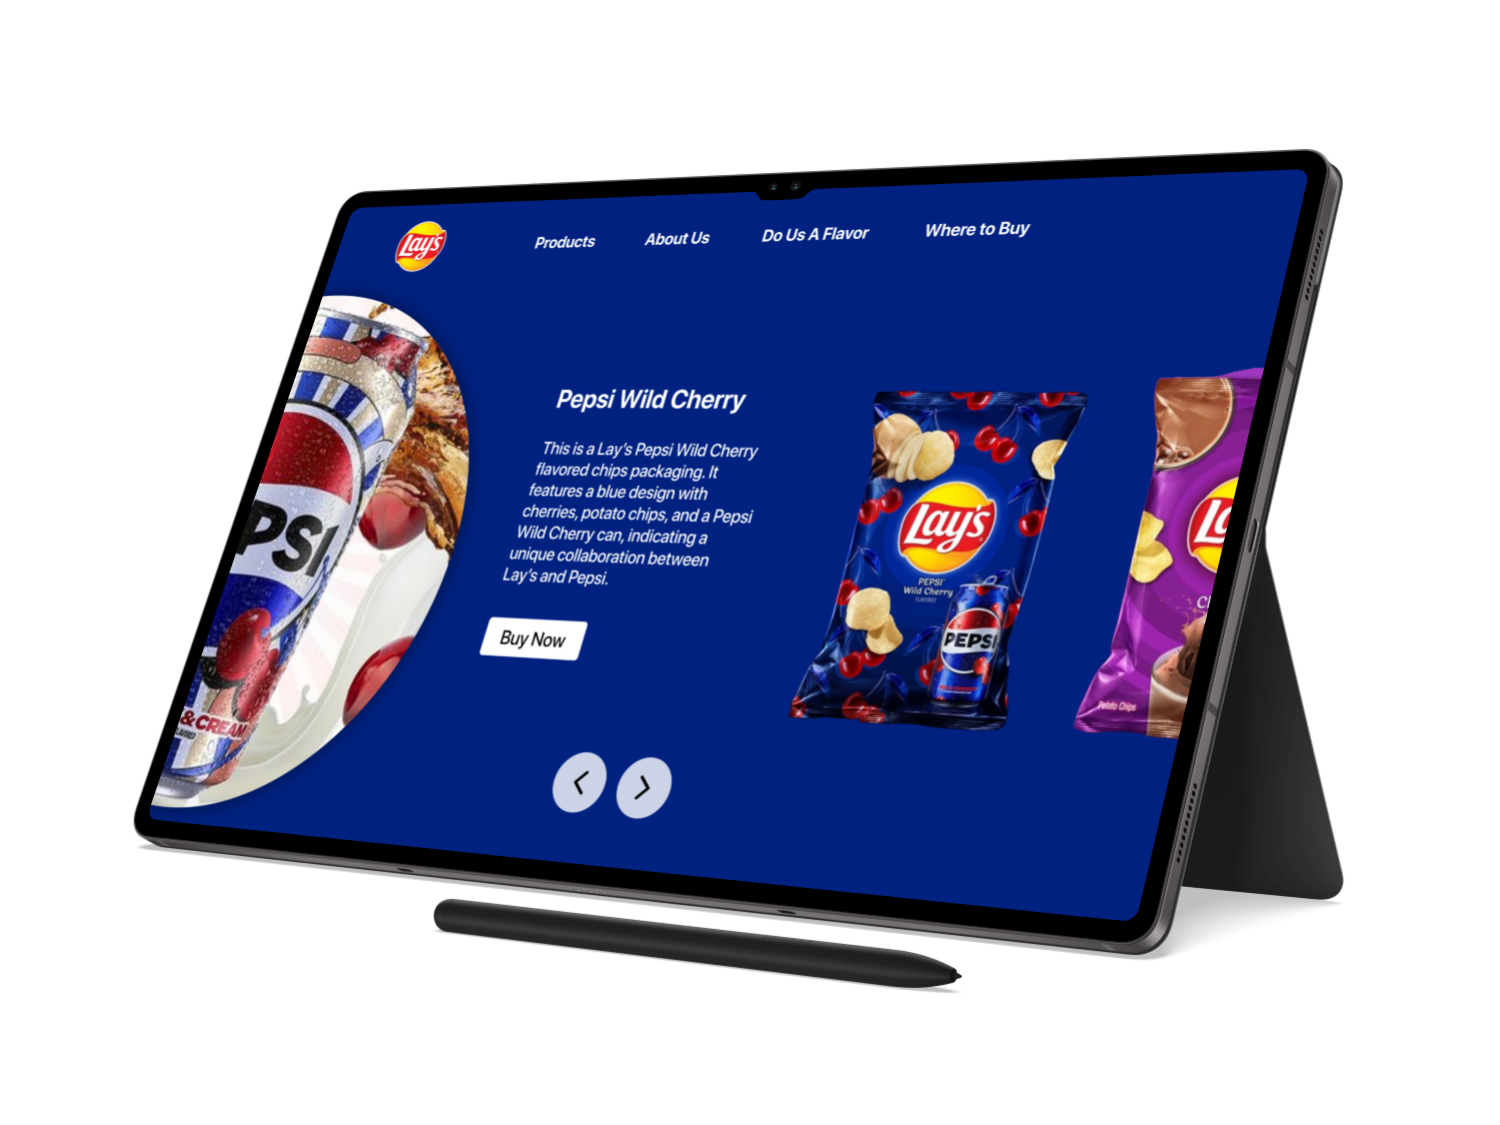 Lay's
Products
About Us
Do Us A Flavor
Where to Buy
PSI
& CREAM
Pepsi Wild Cherry
This is a Lay's Pepsi Wild Cherry
flavored chips packaging. It
features a blue design with
cherries, potato chips, and a Pepsi
Wild Cherry can, indicating a
unique collaboration between
Lay's and Pepsi.
Buy Now
Lay's
PEPSI
Wild Cherry
FLAVORED
PEPSI
Potato Chips